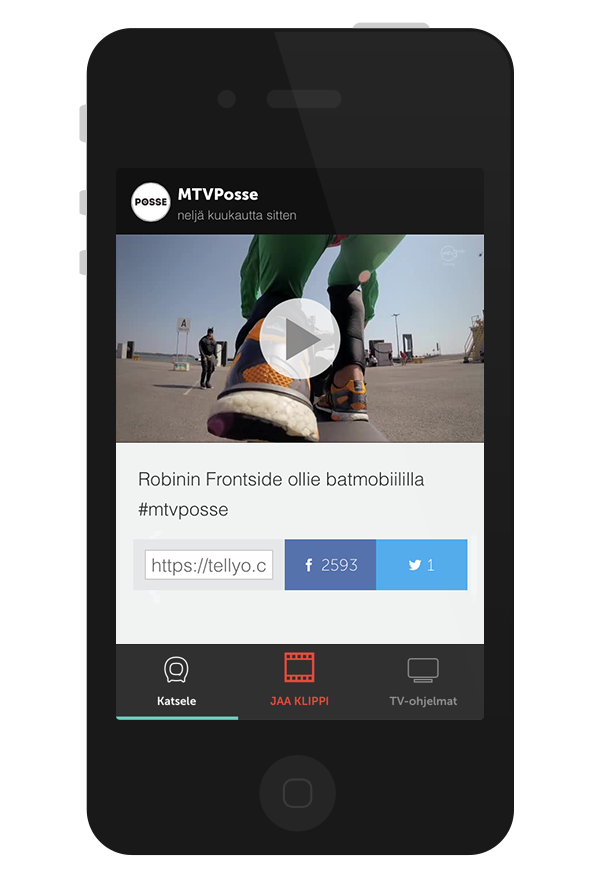 POSSE
MTVPosse
neljä kuukautta sitten
A
Robinin Frontside ollie batmobiililla
#mtvposse
https://tellyo.c
2593
1
Katsele
JAA KLIPPI
TV-ohjelmat